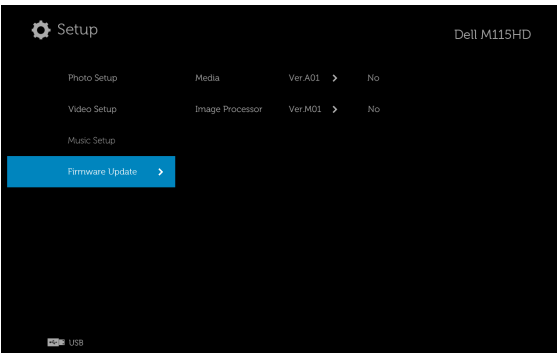 Setup
Dell M115HD
Photo Setup Media Ver.A01 > No
Video Setup Image Processor Ver.M01 > No
Music Setup
Firmware Update >
USB